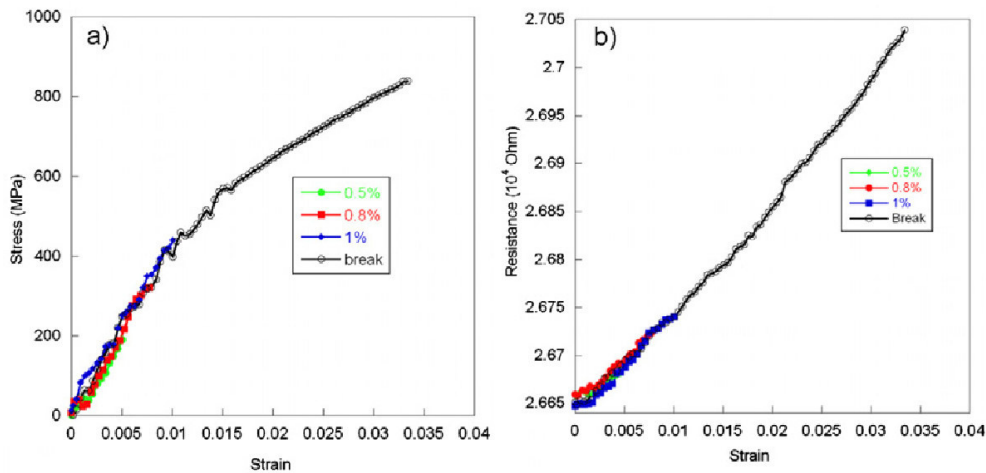 a)
1000
800
600
400
200
0
Stress (MPa)
0.5%
0.8%
1%
break
0 0.005 0.01 0.015 0.02 0.025 0.03 0.035 0.04
Strain
b)
2.705
2.7
2.695
2.69
2.685
2.68
2.675
2.67
2.665
Resistance (10⁴ Ohm)
0.5%
0.8%
1%
Break
0 0.005 0.01 0.015 0.02 0.025 0.03 0.035 0.04
Strain